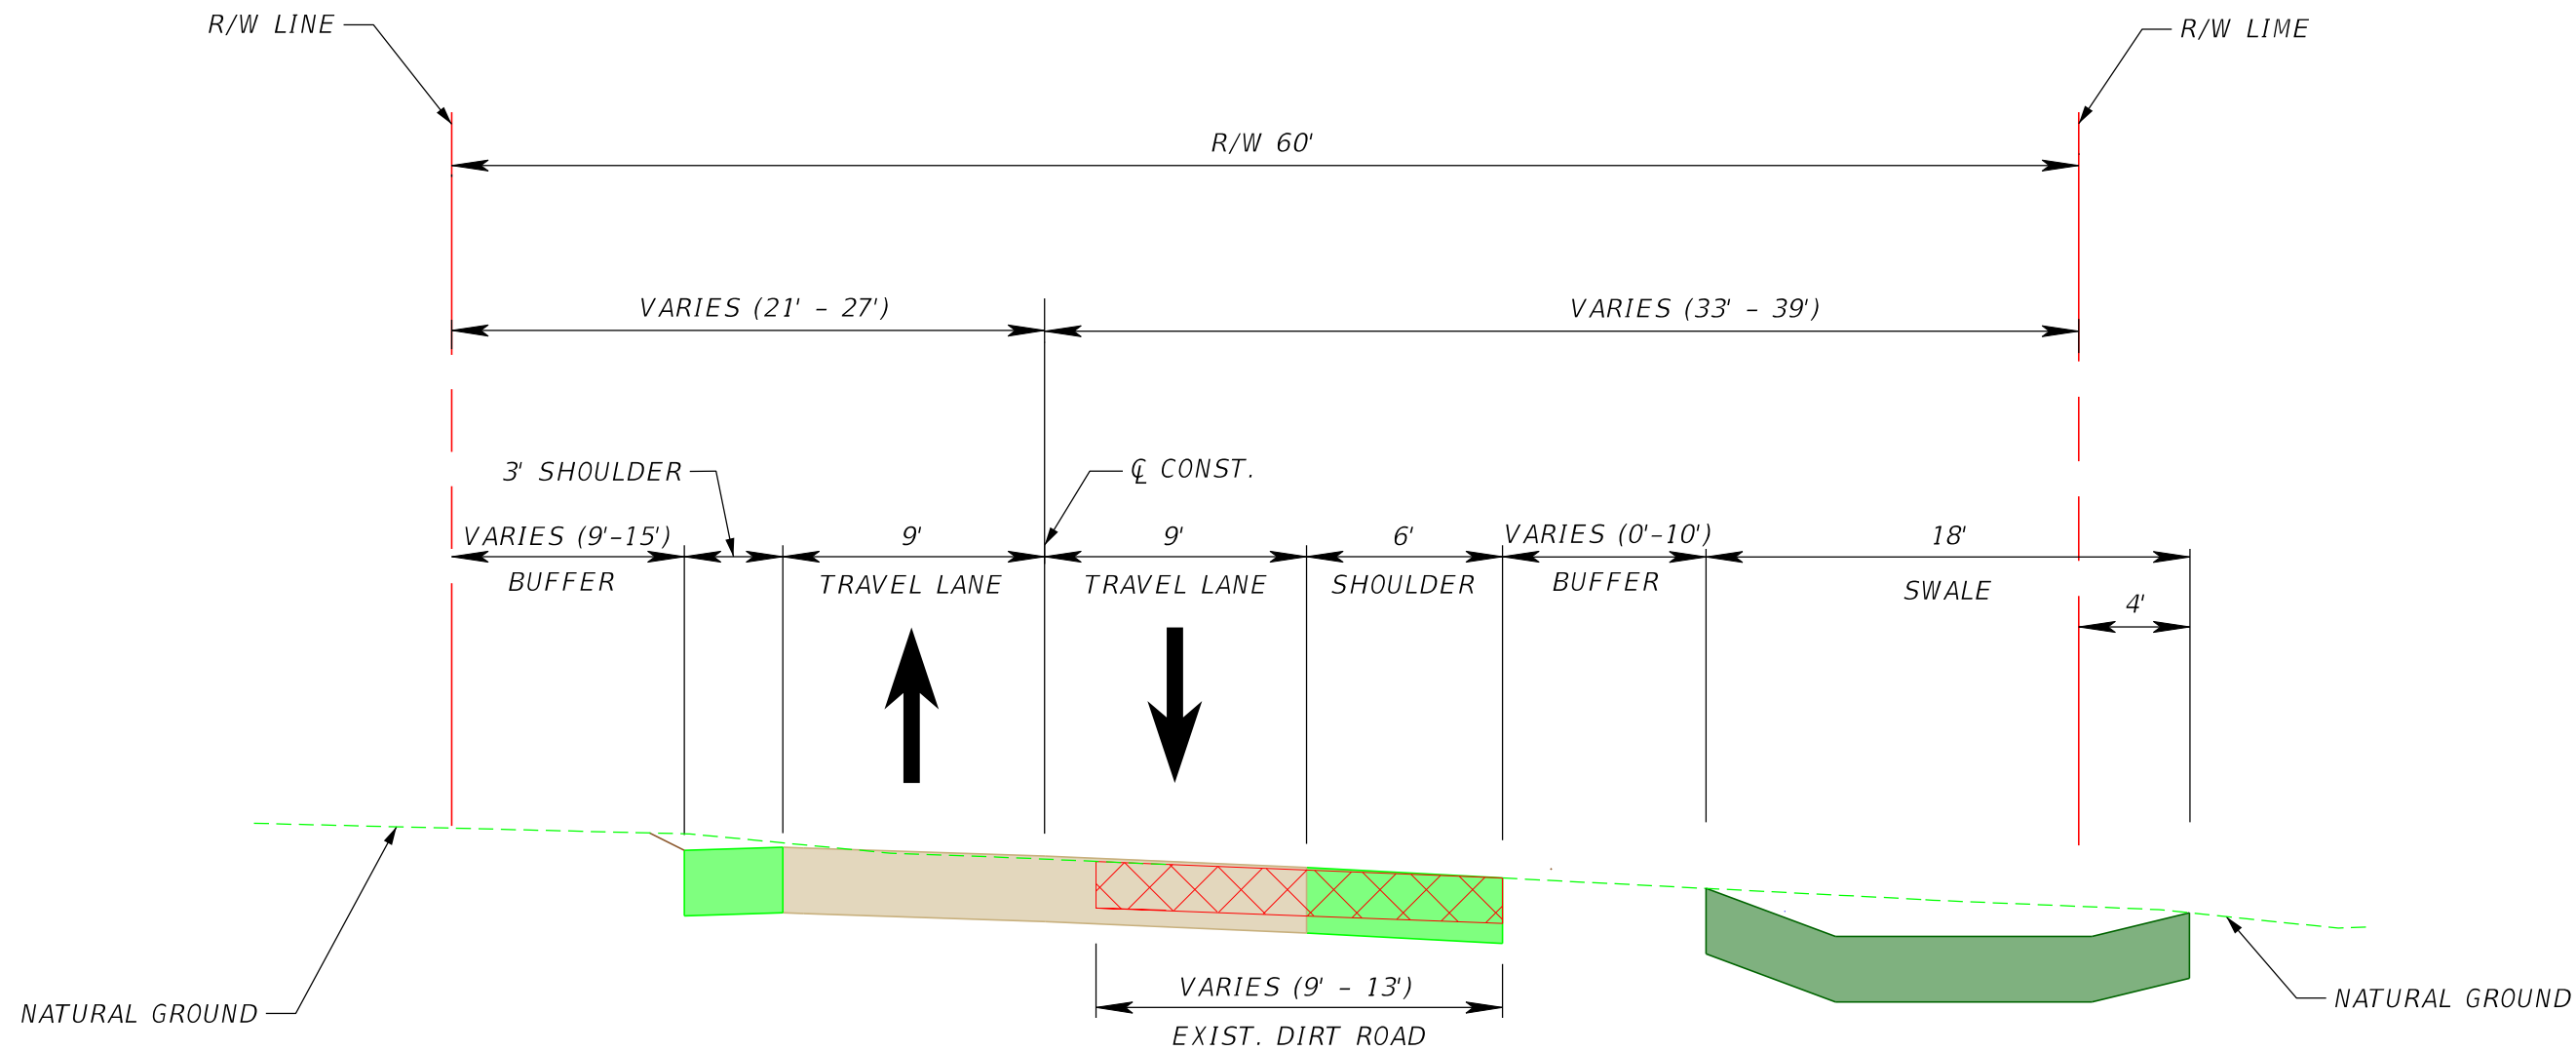 R/W LINE
R/W LIME
R/W 60'
VARIES (21' - 27')
VARIES (33' - 39')
3' SHOULDER
℄ CONST.
VARIES (9'-15')
9'
9'
6'
VARIES (0'-10')
18'
BUFFER
TRAVEL LANE
TRAVEL LANE
SHOULDER
BUFFER
SWALE
4'
VARIES (9' - 13')
EXIST. DIRT ROAD
NATURAL GROUND
NATURAL GROUND